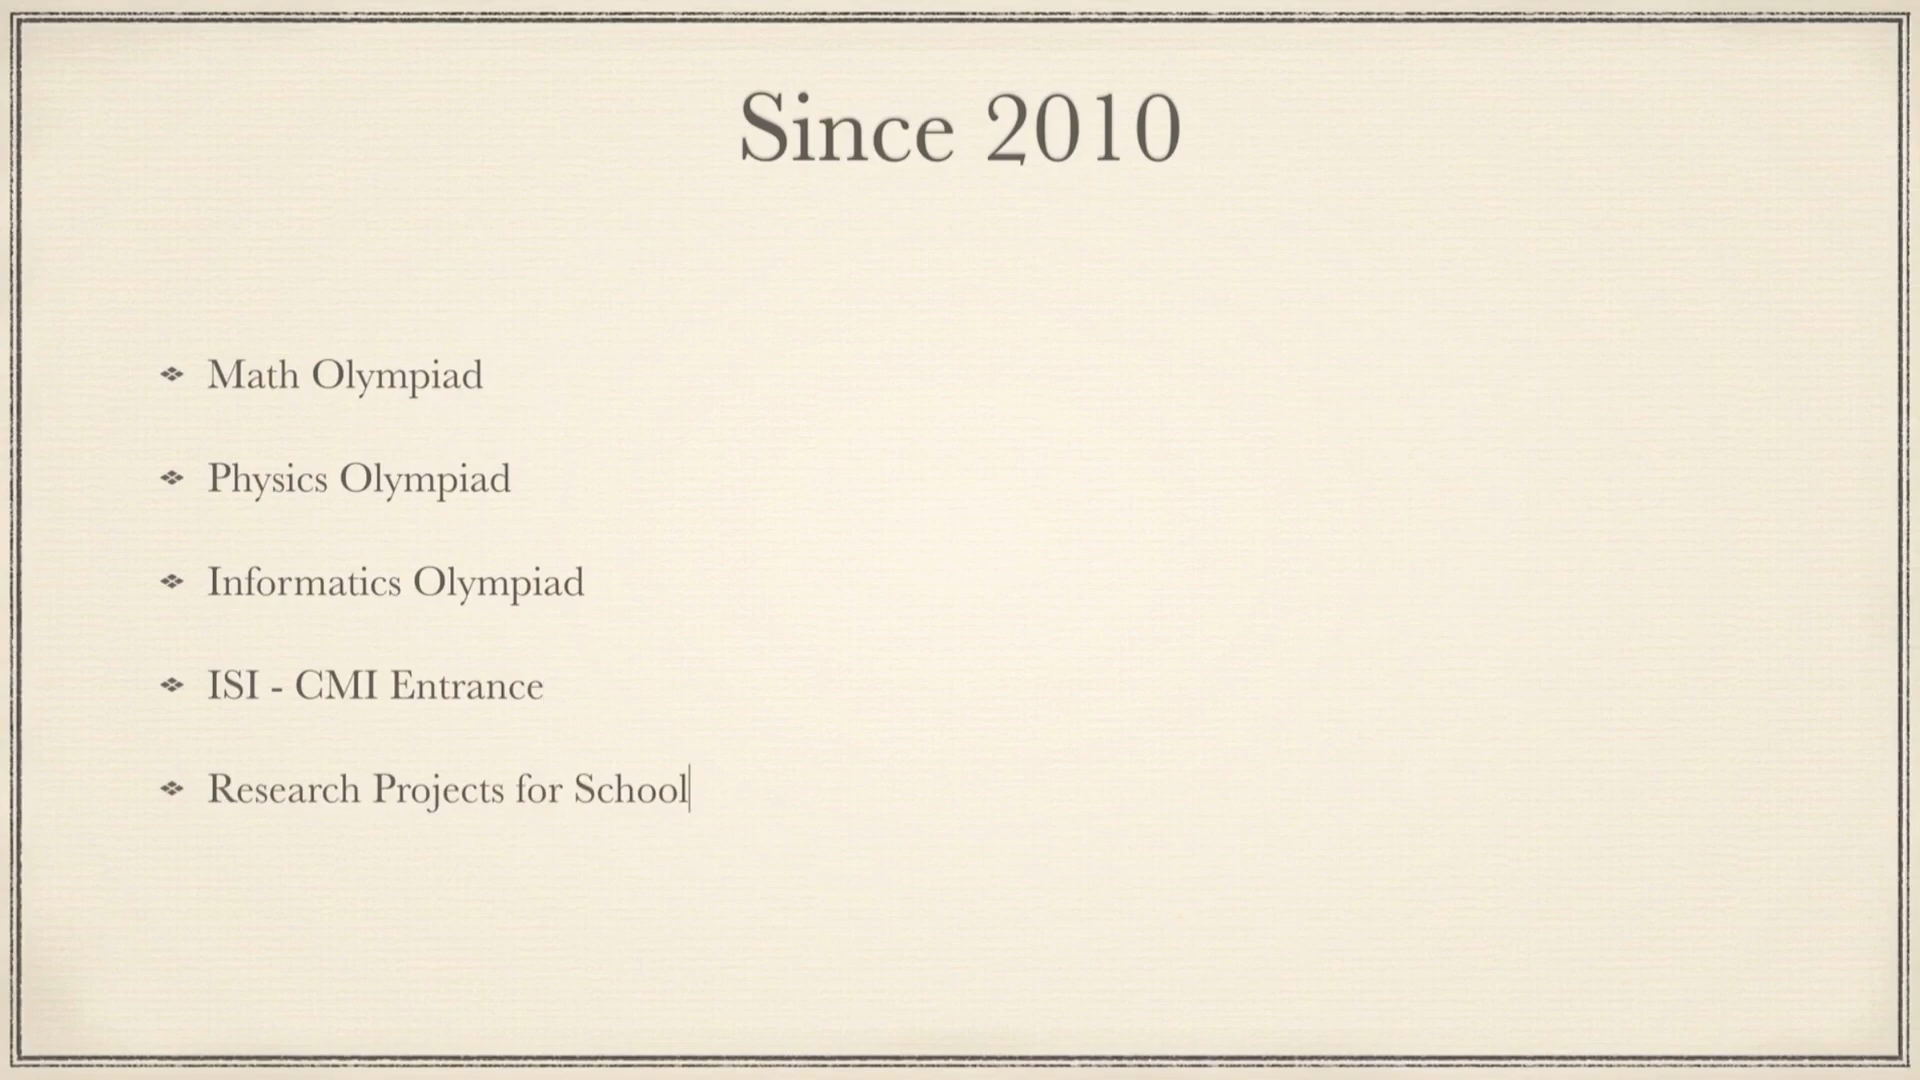 Since 2010
Math Olympiad
Physics Olympiad
Informatics Olympiad
ISI - CMI Entrance
Research Projects for School